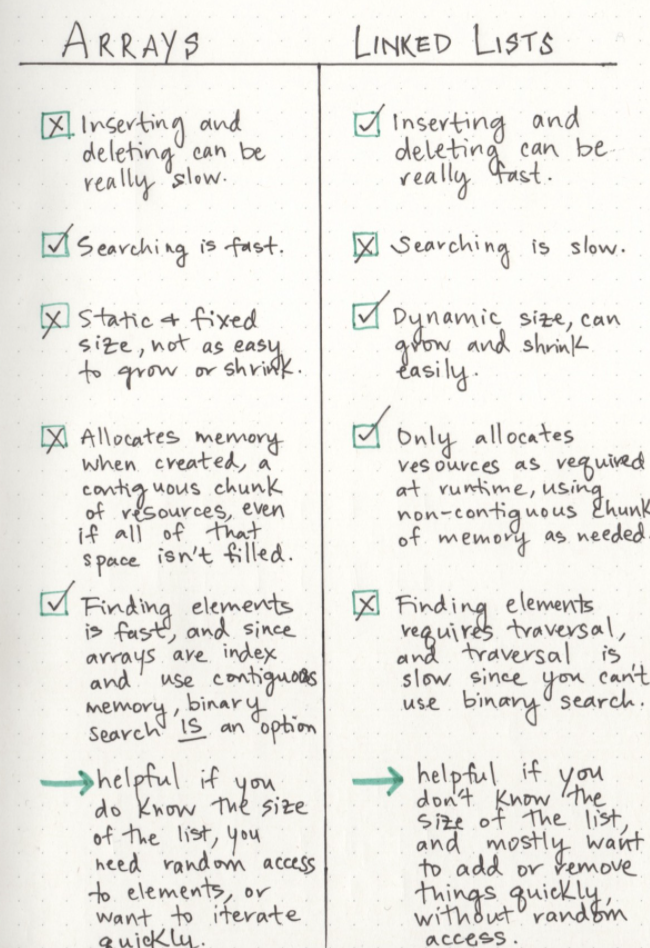 ARRAYS
Inserting and
deleting can be
really slow.
Searching is fast.
Static & fixed
size, not as easy
to grow or shrink.
Allocates memory
when created, a
contiguous chunk
of resources, even
if all of that
space isn't filled.
Finding elements
is fast, and since
arrays are index
and use contiguous
memory, binary
search IS an option
helpful if you
do know the size
of the list, you
need random access
to elements, or
want to iterate
quickly.
LINKED LISTS
Inserting and
deleting can be
really fast.
Searching is slow.
Dynamic size, can
grow and shrink
easily.
Only allocates
resources as required
at runtime, using
non-contiguous chunk
of memory as needed.
Finding elements
requires traversal,
and traversal is
slow since you can't
use binary search.
helpful if you
don't know the
size of the list,
and mostly want
to add or remove
things quickly,
without random
access.